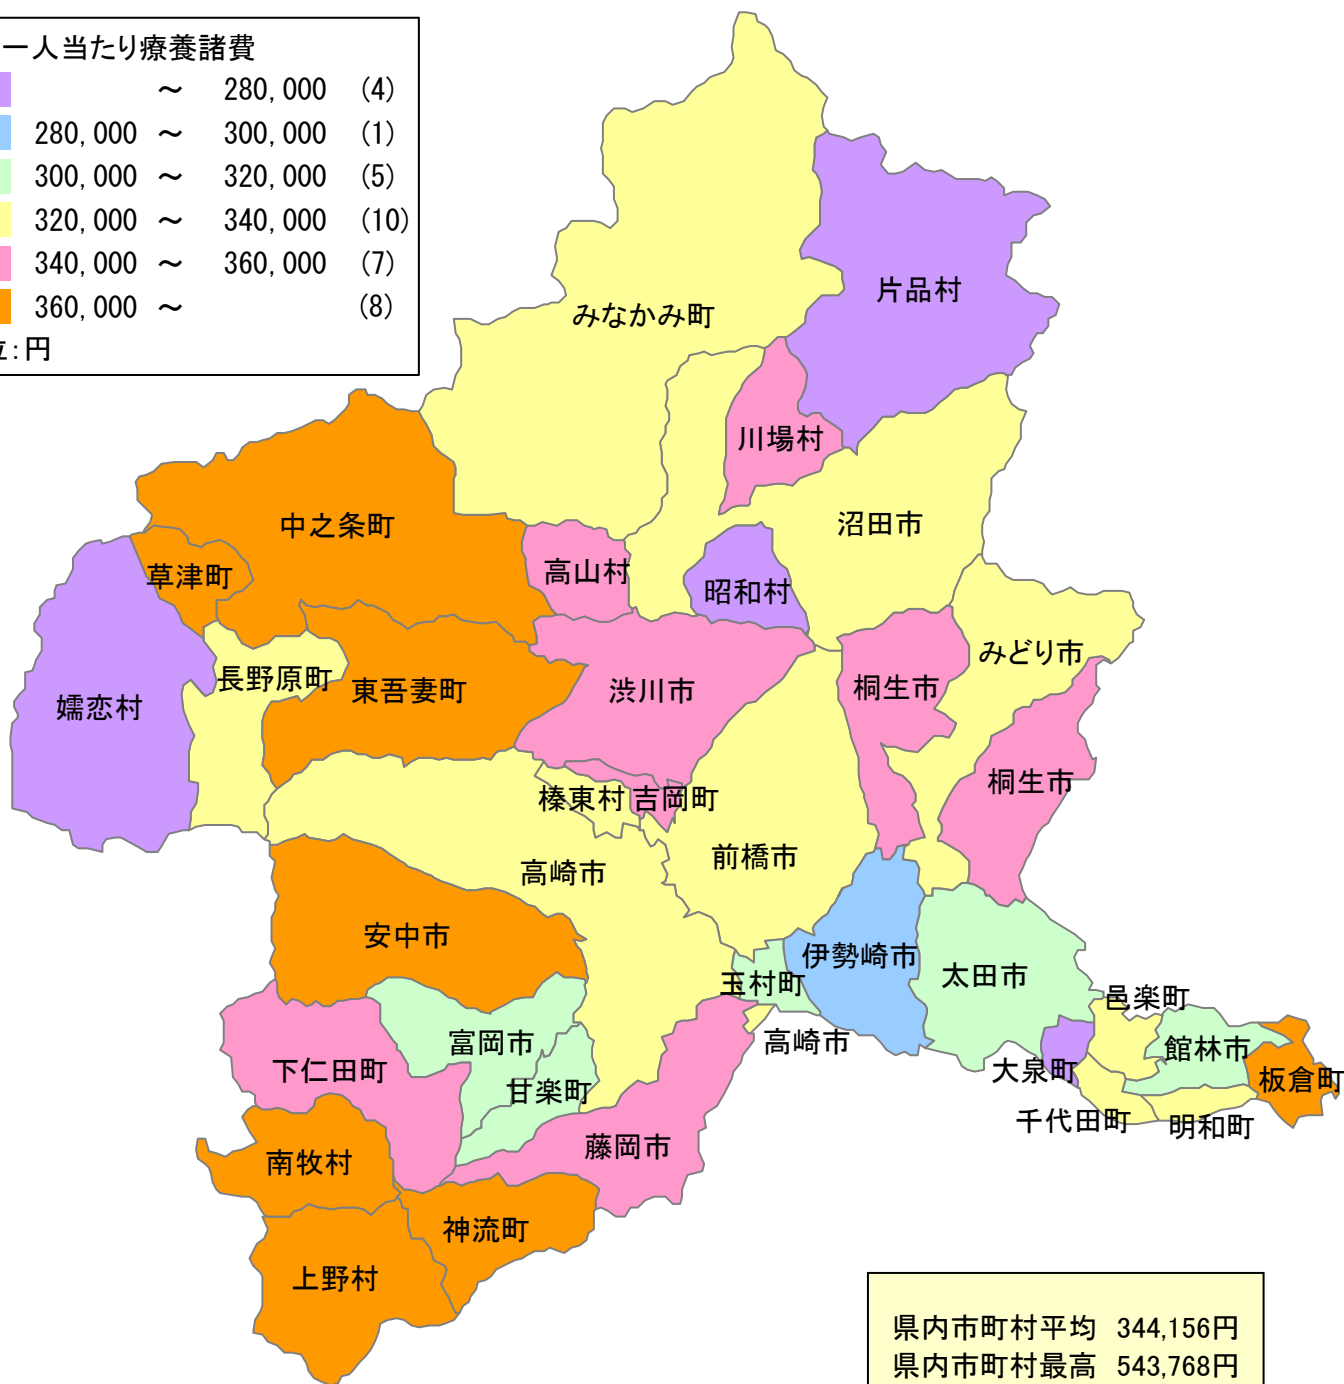 一人当たり療養諸費
～ 280,000 (4)
280,000 ～ 300,000 (1)
300,000 ～ 320,000 (5)
320,000 ～ 340,000 (10)
340,000 ～ 360,000 (7)
360,000 ～ (8)
位：円
みなかみ町
片品村
川場村
沼田市
中之条町
草津町
高山村
昭和村
みどり市
長野原町
東吾妻町
渋川市
桐生市
嬬恋村
桐生市
榛東村
吉岡町
前橋市
高崎市
安中市
伊勢崎市
太田市
玉村町
邑楽町
富岡市
高崎市
館林市
下仁田町
大泉町
板倉町
甘楽町
千代田町
明和町
藤岡市
南牧村
神流町
上野村
県内市町村平均 344,156円
県内市町村最高 543,768円